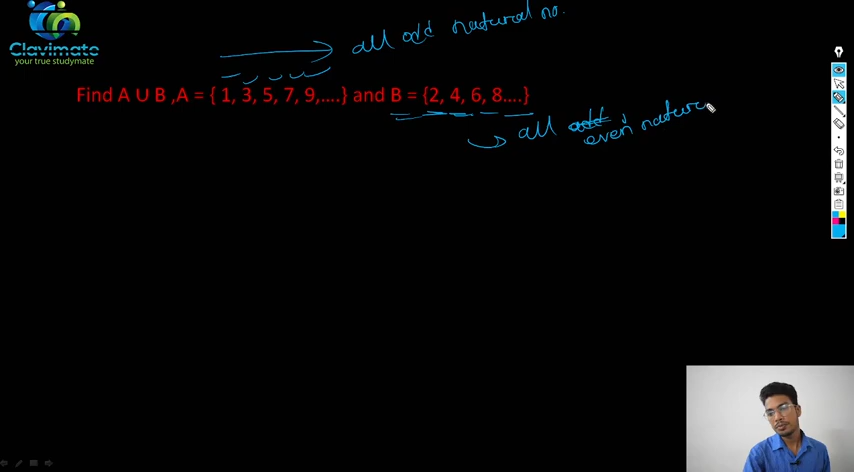 all odd natural no.
Clavimate
your true studymate
Find A U B ,A = { 1, 3, 5, 7, 9,....} and B = {2, 4, 6, 8....}
all odd even natur